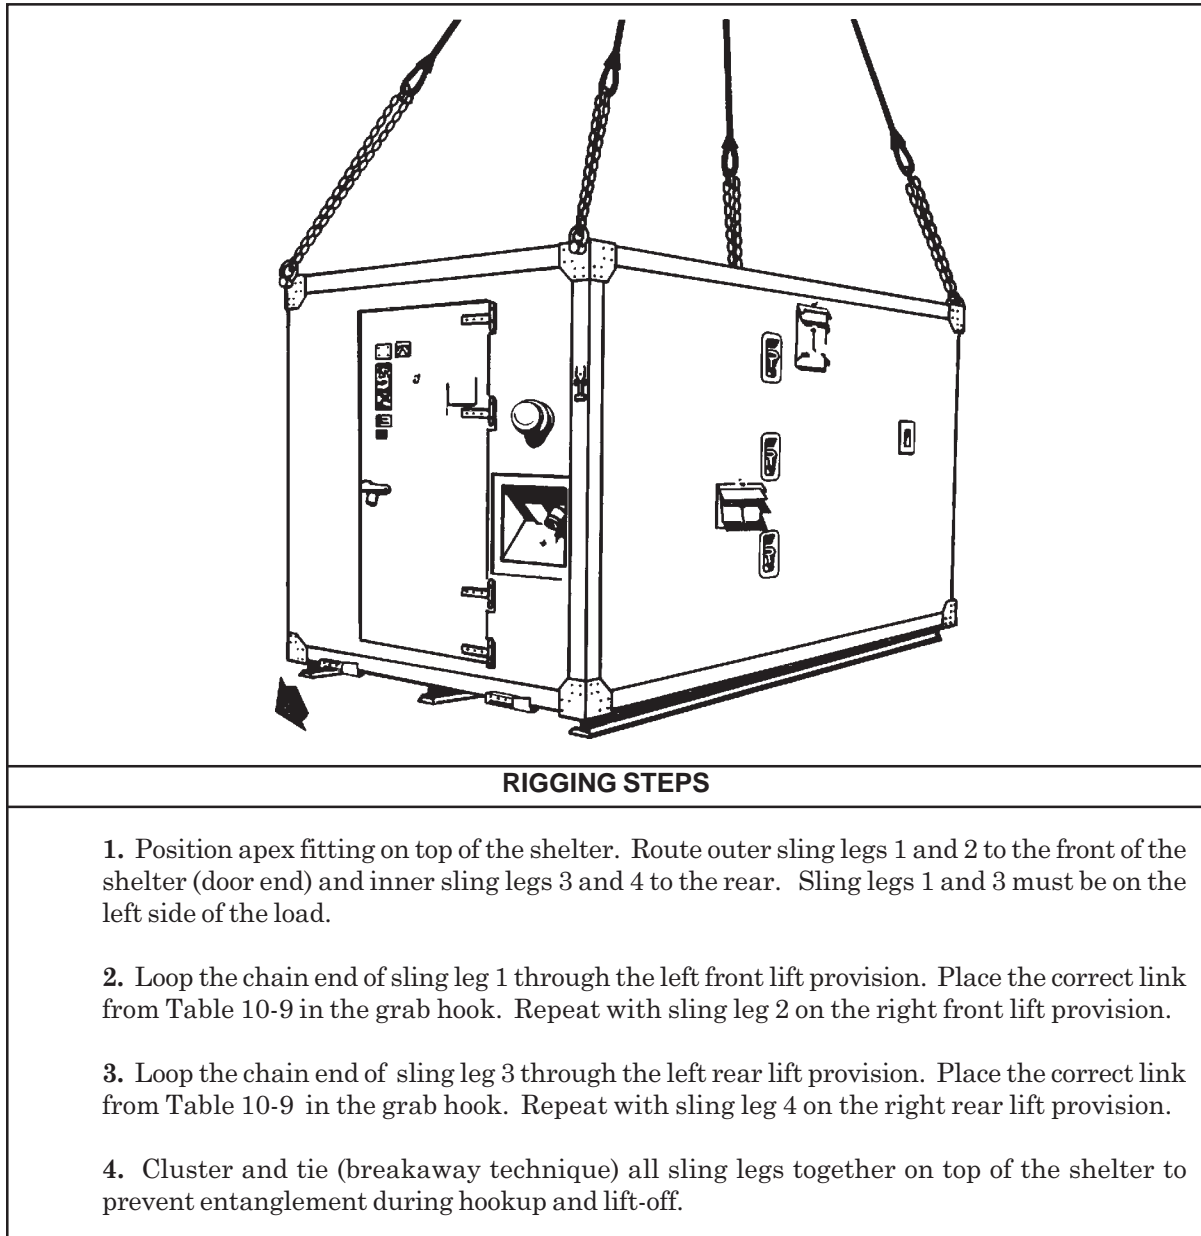 RIGGING STEPS
1. Position apex fitting on top of the shelter. Route outer sling legs 1 and 2 to the front of the
shelter (door end) and inner sling legs 3 and 4 to the rear. Sling legs 1 and 3 must be on the
left side of the load.
2. Loop the chain end of sling leg 1 through the left front lift provision. Place the correct link
from Table 10-9 in the grab hook. Repeat with sling leg 2 on the right front lift provision.
3. Loop the chain end of sling leg 3 through the left rear lift provision. Place the correct link
from Table 10-9 in the grab hook. Repeat with sling leg 4 on the right rear lift provision.
4. Cluster and tie (breakaway technique) all sling legs together on top of the shelter to
prevent entanglement during hookup and lift-off.